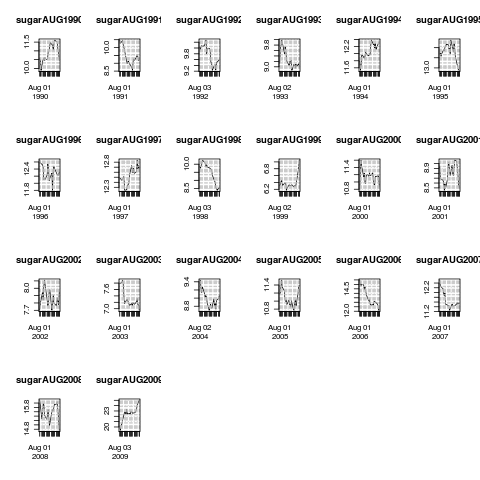 sugarAUG1990 sugarAUG1991 sugarAUG1992 sugarAUG1993 sugarAUG1994 sugarAUG1995
11.5 10.0 9.8 9.8 12.2
10.0 8.5 9.2 9.0 11.6 13.0
Aug 01 Aug 01 Aug 03 Aug 02 Aug 01 Aug 01
1990 1991 1992 1993 1994 1995
sugarAUG1996 sugarAUG1997 sugarAUG1998 sugarAUG1999 sugarAUG2000 sugarAUG2001
12.4 12.8 10.0 6.8 11.4 8.9
11.8 12.3 8.5 6.2 10.8 8.5
Aug 01 Aug 01 Aug 03 Aug 02 Aug 01 Aug 01
1996 1997 1998 1999 2000 2001
sugarAUG2002 sugarAUG2003 sugarAUG2004 sugarAUG2005 sugarAUG2006 sugarAUG2007
8.0 7.6 9.4 11.4 14.5 12.2
7.7 7.0 8.8 10.8 12.0 11.2
Aug 01 Aug 01 Aug 02 Aug 01 Aug 01 Aug 01
2002 2003 2004 2005 2006 2007
sugarAUG2008 sugarAUG2009
15.8 23
14.8 20
Aug 01 Aug 03
2008 2009